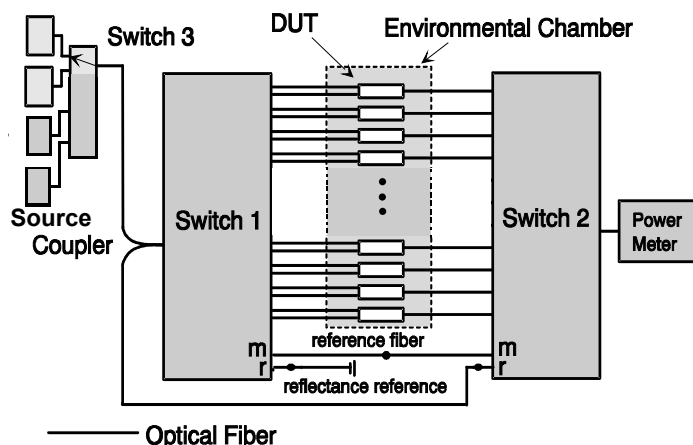 Switch 3
DUT
Environmental Chamber
Source
Coupler
Switch 1
Switch 2
Power
Meter
m
r
reference fiber
reflectance reference
m
r
Optical Fiber